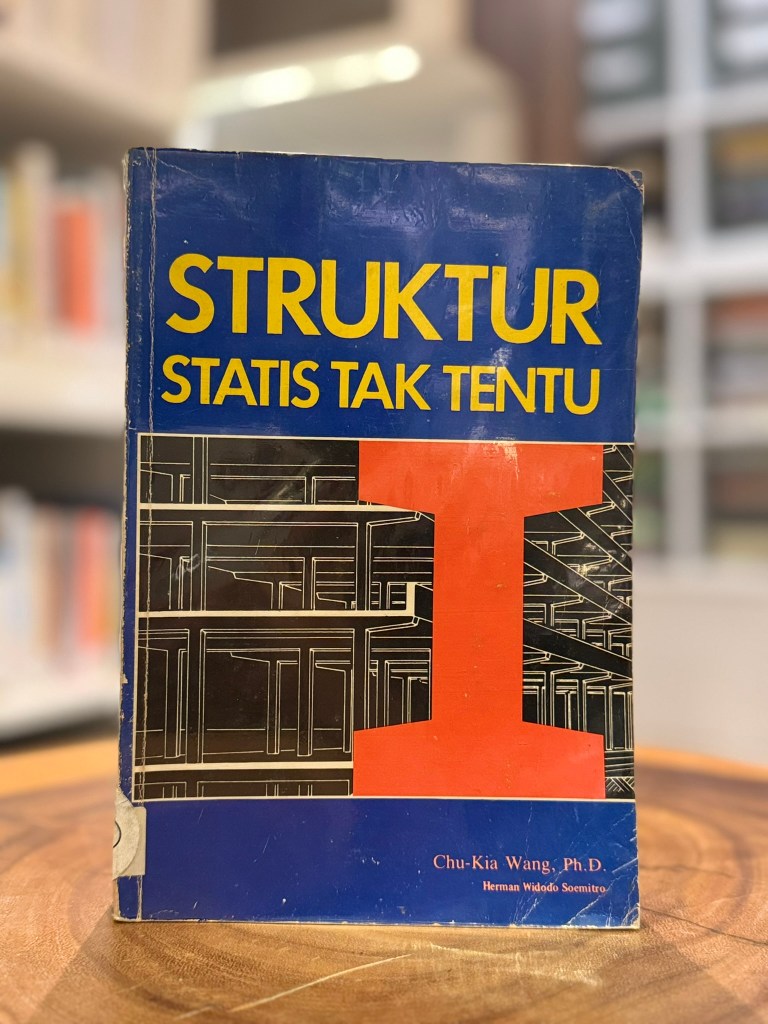 STRUKTUR
STATIS TAK TENTU
Chu-Kia Wang, Ph.D.
Herman Widodo Soemitro